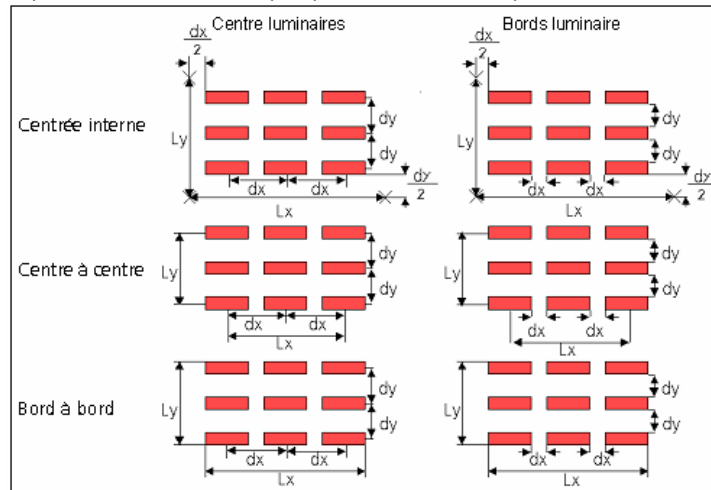 Centre luminaires
Bords luminaire
dx
2
dx
2
Centrée interne
Ly
dy
dy
dx
dx
dy
2
Lx
Ly
dy
dy
dx
dx
dy
2
Lx
Centre à centre
Ly
dy
dy
dx
dx
Lx
Ly
dy
dy
dx
dx
Lx
Bord à bord
Ly
dy
dy
dx
dx
Lx
Ly
dy
dy
dx
dx
Lx